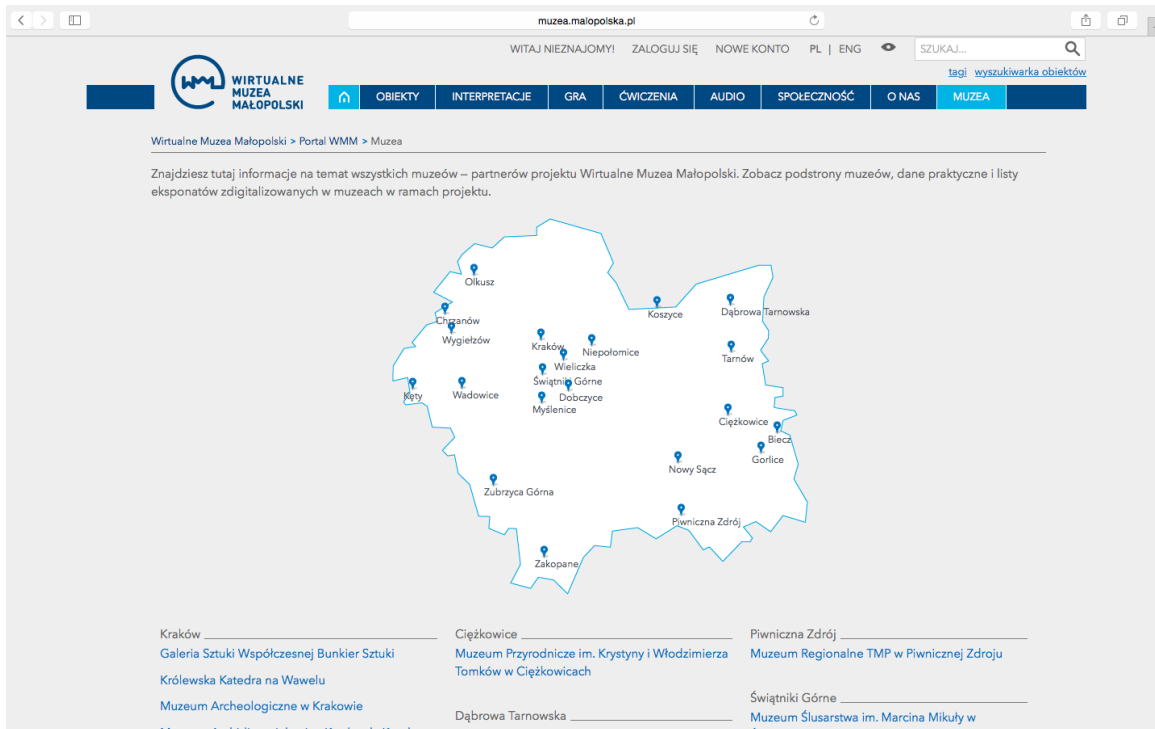 muzea.malopolska.pl
WITAJ NIEZNAJOMY! ZALOGUJ SIĘ NOWE KONTO PL | ENG SZUKAJ...
tagi wyszukiwarka obiektów
WIRTUALNE
MUZEA
MAŁOPOLSKI
OBIEKTY INTERPRETACJE GRA ĆWICZENIA AUDIO SPOŁECZNOŚĆ O NAS MUZEA
Wirtualne Muzea Małopolski > Portal WMM > Muzea
Znajdziesz tutaj informacje na temat wszystkich muzeów – partnerów projektu Wirtualne Muzea Małopolski. Zobacz podstrony muzeów, dane praktyczne i listy
eksponatów zdigitalizowanych w muzeach w ramach projektu.
Olkusz
Koszyce
Dąbrowa Tarnowska
Chrzanów
Wygiełzów
Kraków
Niepołomice
Tarnów
Wieliczka
Świątniki Górne
Kęty
Wadowice
Dobczyce
Myślenice
Ciężkowice
Biecz
Gorlice
Nowy Sącz
Zubrzyca Górna
Piwniczna Zdrój
Zakopane
Kraków
Galeria Sztuki Współczesnej Bunkier Sztuki
Królewska Katedra na Wawelu
Muzeum Archeologiczne w Krakowie
Ciężkowice
Muzeum Przyrodnicze im. Krystyny i Włodzimierza
Tomków w Ciężkowicach
Dąbrowa Tarnowska
Piwniczna Zdrój
Muzeum Regionalne TMP w Piwnicznej Zdroju
Świątniki Górne
Muzeum Ślusarstwa im. Marcina Mikuły w